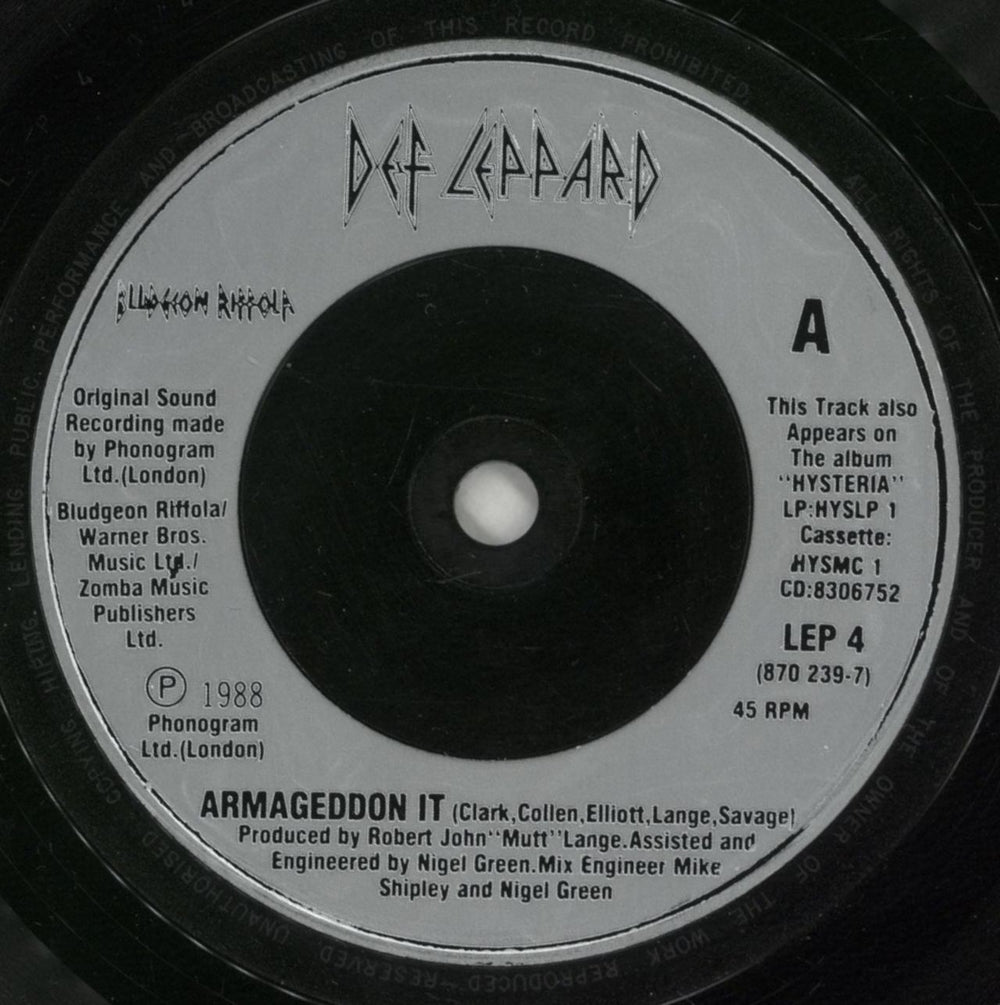 DEF LEPPARD
BLUDGEON RIFFOLA
A
Original Sound
Recording made
by Phonogram
Ltd.(London)
Bludgeon Riffola/
Warner Bros.
Music Ltd./
Zomba Music
Publishers
Ltd.
Ⓟ 1988
Phonogram
Ltd.(London)
This Track also
Appears on
The album
"HYSTERIA"
LP:HYSLP 1
Cassette:
HYSMC 1
CD:8306752
LEP 4
(870 239-7)
45 RPM
ARMAGEDDON IT (Clark,Collen,Elliott,Lange,Savage)
Produced by Robert John"Mutt"Lange.Assisted and
Engineered by Nigel Green.Mix Engineer Mike
Shipley and Nigel Green
ALL RIGHTS OF THE PRODUCER AND OF THE OWNER OF THE WORK REPRODUCED RESERVED UNAUTHORISED COPYING HIRING LENDING PUBLIC PERFORMANCE AND BROADCASTING OF THIS RECORD PROHIBITED